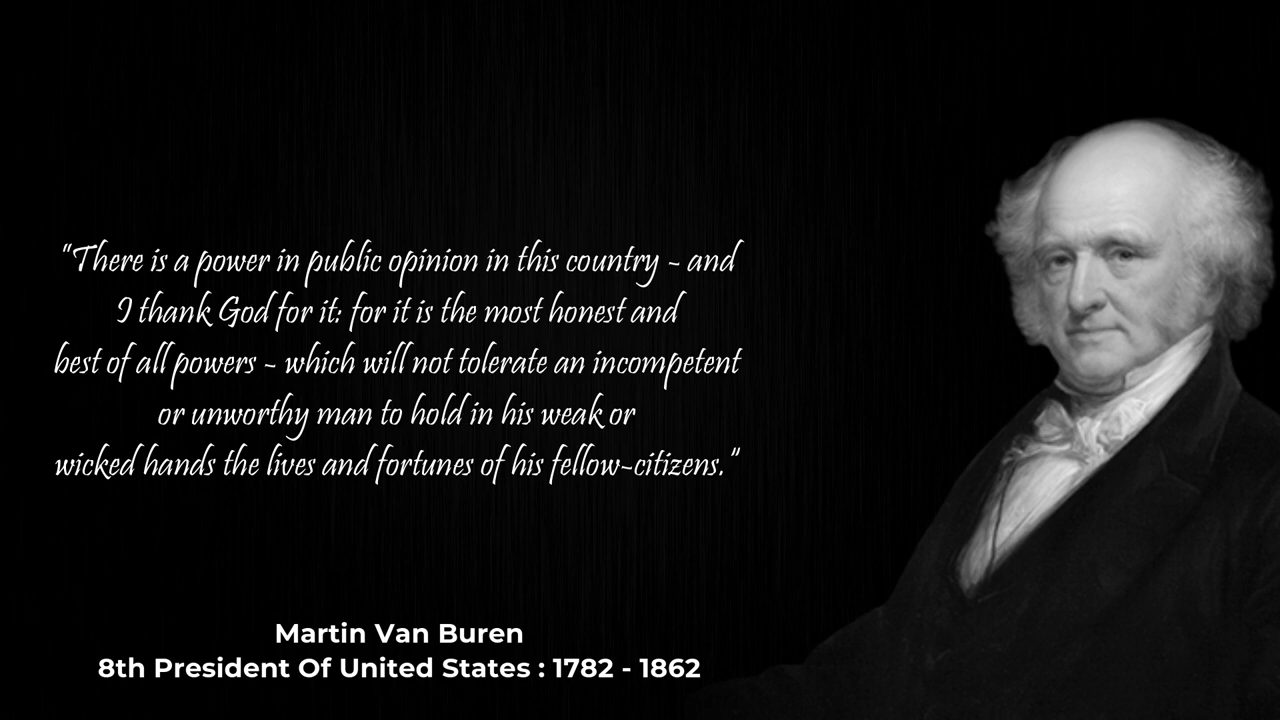 "There is a power in public opinion in this country - and
I thank God for it: for it is the most honest and
best of all powers - which will not tolerate an incompetent
or unworthy man to hold in his weak or
wicked hands the lives and fortunes of his fellow-citizens."
Martin Van Buren
8th President Of United States : 1782 - 1862